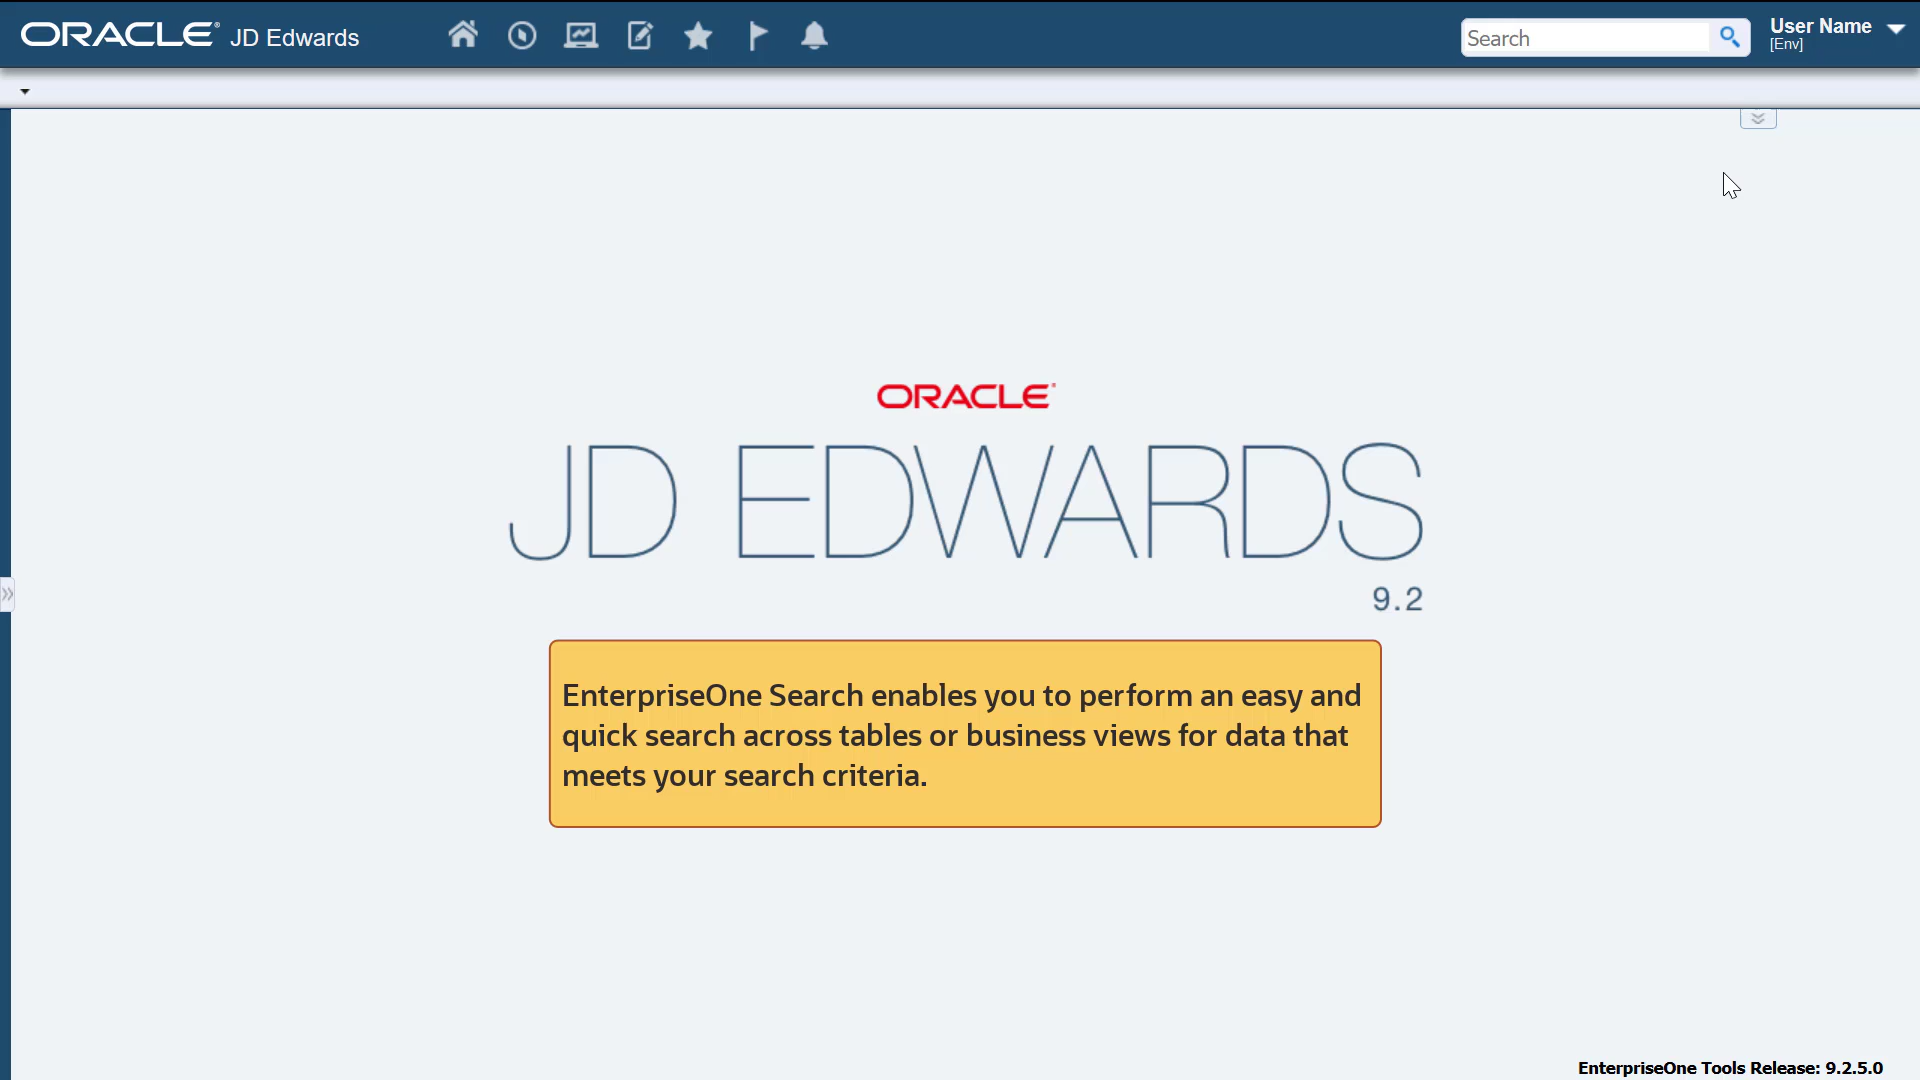 ORACLE JD Edwards
Search
User Name
[Env]
ORACLE
JD EDWARDS
9.2
EnterpriseOne Search enables you to perform an easy and
quick search across tables or business views for data that
meets your search criteria.
EnterpriseOne Tools Release: 9.2.5.0